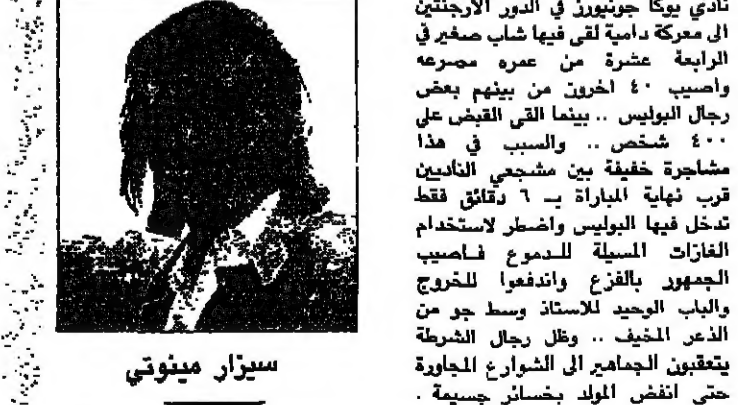 نادي بوكا جونيورز في الدور الارجنتين
الى معركة دامية لقى فيها شاب صغير في
الرابعة عشرة من عمره مصرعه
واصيب ٤٠ اخرون من بينهم بعض
رجال البوليس .. بينما القي القبض علي
٤٠٠ شخص .. والسبب في هذا
مشاجرة خفيفة بين مشجعي الناديين
قرب نهاية المباراة بـ ٦ دقائق فقط
تدخل فيها البوليس واضطر لاستخدام
الغازات المسيلة للدموع فاصيب
الجمهور بالفزع واندفعوا للخروج
والباب الوحيد للاستاذ وسط جو من
الذعر المخيف .. وظل رجال الشرطة
يتعقبون الجماهير الى الشوارع المجاورة
حتى انفض المولد بخسائر جسيمة .
سيزار مينوتي